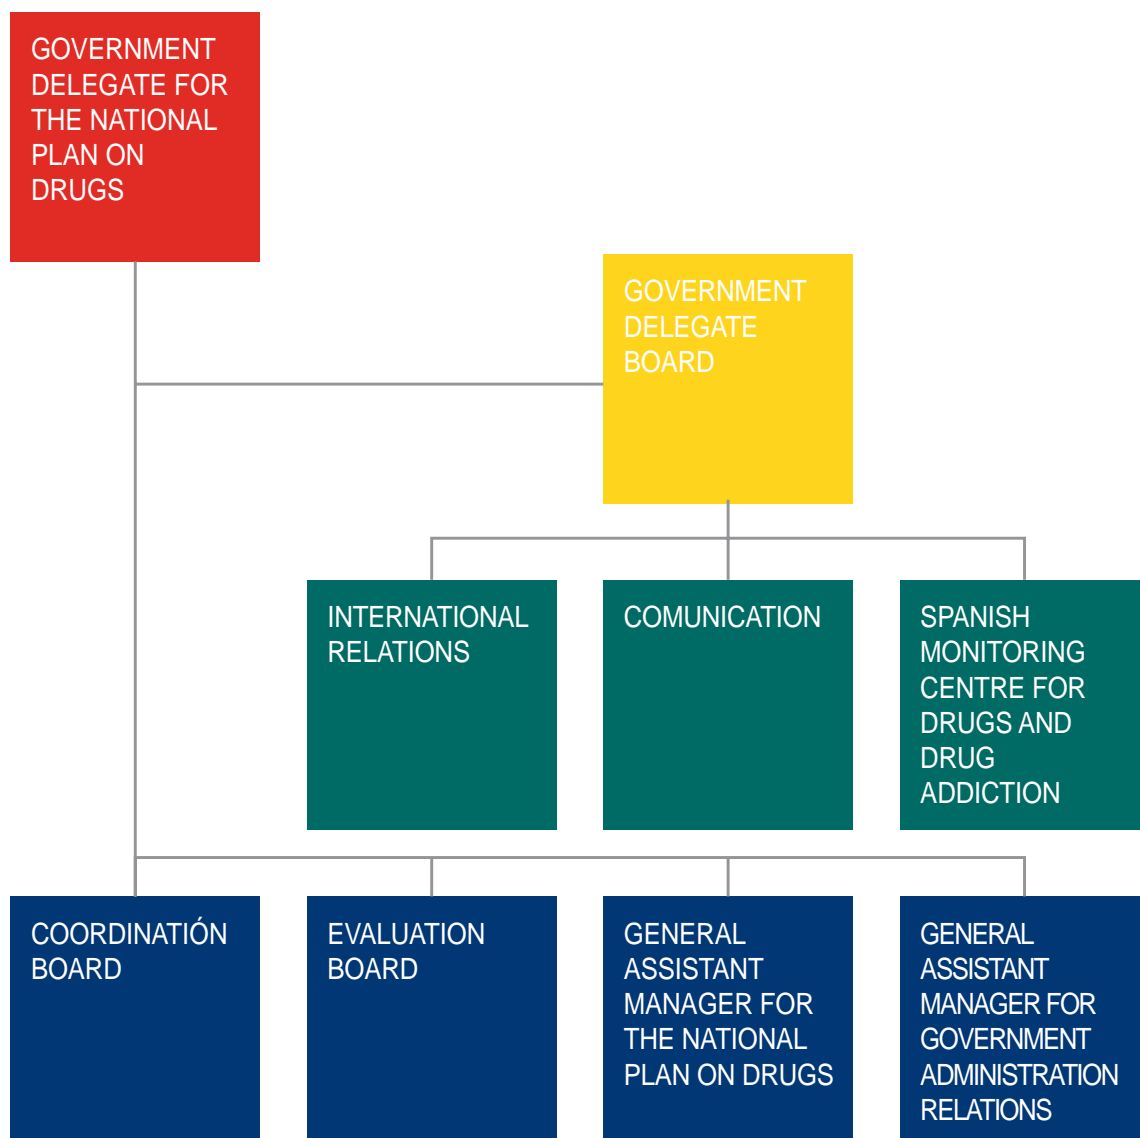 GOVERNMENT
DELEGATE FOR
THE NATIONAL
PLAN ON
DRUGS
GOVERNMENT
DELEGATE
BOARD
INTERNATIONAL
RELATIONS
COMUNICATION
SPANISH
MONITORING
CENTRE FOR
DRUGS AND
DRUG
ADDICTION
COORDINATIÓN
BOARD
EVALUATION
BOARD
GENERAL
ASSISTANT
MANAGER FOR
THE NATIONAL
PLAN ON DRUGS
GENERAL
ASSISTANT
MANAGER FOR
GOVERNMENT
ADMINISTRATION
RELATIONS